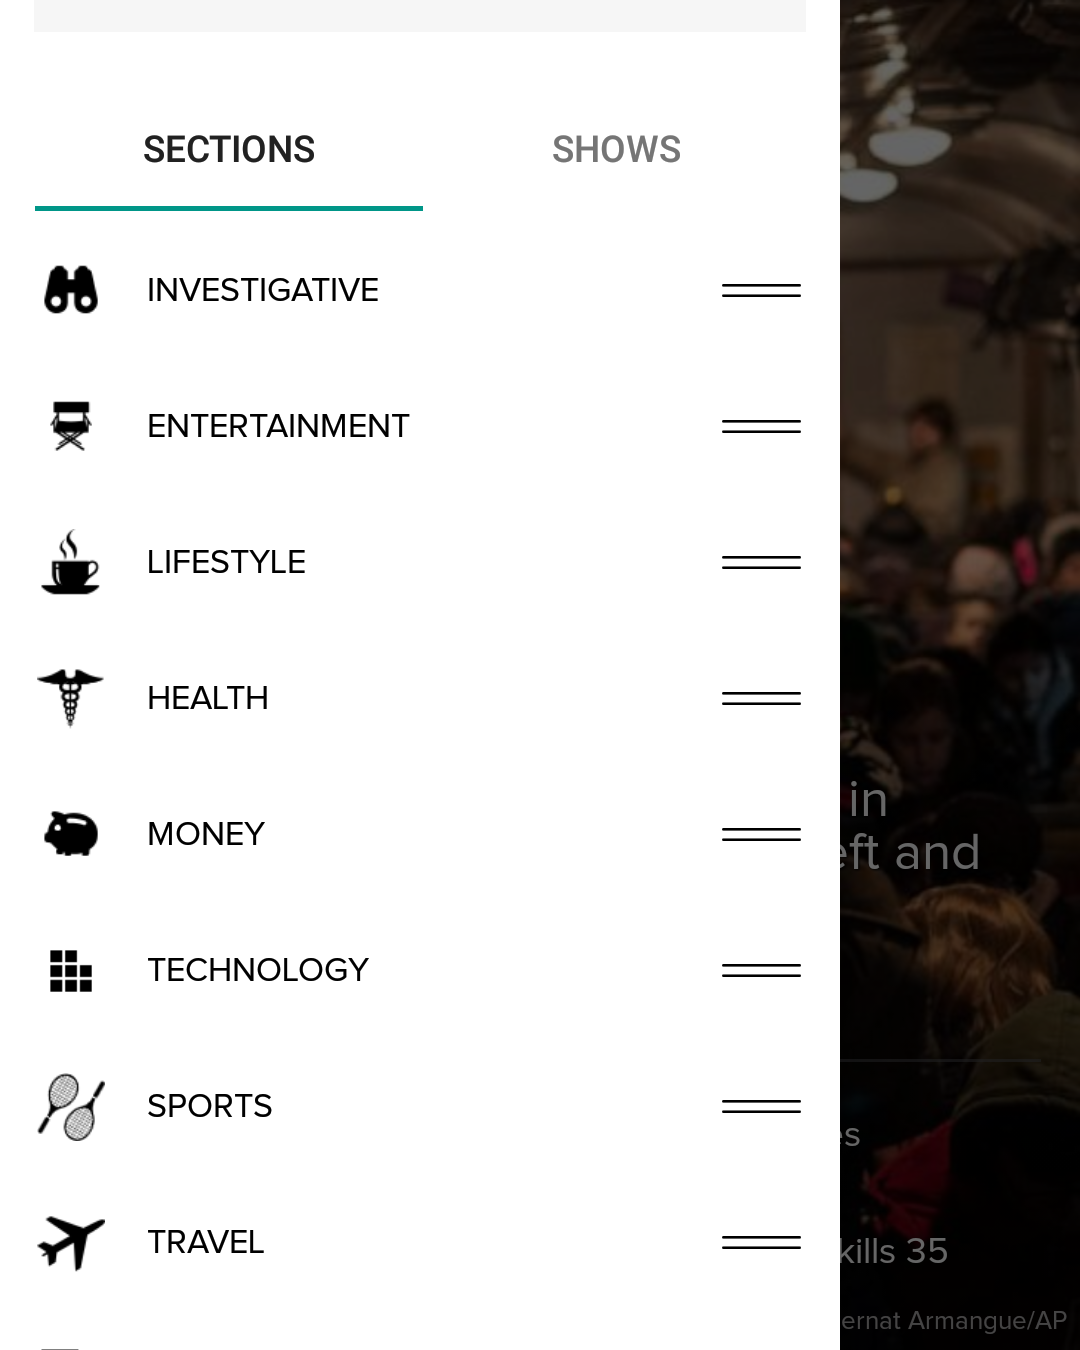 SECTIONS
SHOWS
INVESTIGATIVE
ENTERTAINMENT
LIFESTYLE
HEALTH
MONEY
TECHNOLOGY
SPORTS
TRAVEL
in
eft and
es
kills 35
ernat Armangue/AP